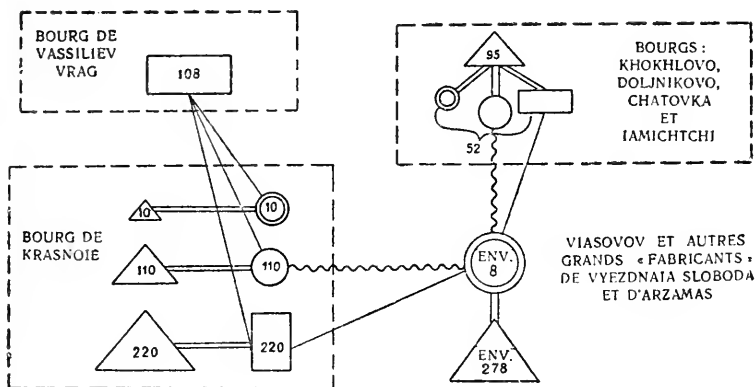 BOURG DE
VASSILIEV
VRAG
108
95
52
BOURGS :
KHOKHLOVO,
DOLJNIKOVO,
CHATOVKA
ET
IAMICHTCHI
BOURG DE
KRASNOIÉ
10
10
110
110
220
220
ENV.
8
ENV.
278
VIASOVOV ET AUTRES
GRANDS « FABRICANTS »
DE VYEZDNAIA SLOBODA
ET D'ARZAMAS